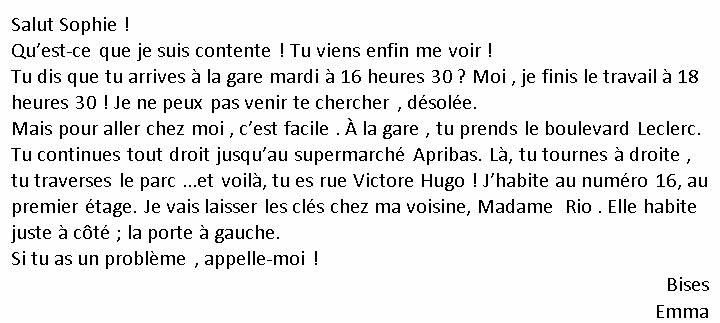 Salut Sophie !
Qu’est-ce que je suis contente ! Tu viens enfin me voir !
Tu dis que tu arrives à la gare mardi à 16 heures 30 ? Moi , je finis le travail à 18
heures 30 ! Je ne peux pas venir te chercher , désolée.
Mais pour aller chez moi , c’est facile . À la gare , tu prends le boulevard Leclerc.
Tu continues tout droit jusqu’au supermarché Apribas. Là, tu tournes à droite ,
tu traverses le parc ...et voilà, tu es rue Victore Hugo ! J’habite au numéro 16, au
premier étage. Je vais laisser les clés chez ma voisine, Madame Rio . Elle habite
juste à côté ; la porte à gauche.
Si tu as un problème , appelle-moi !
Bises
Emma